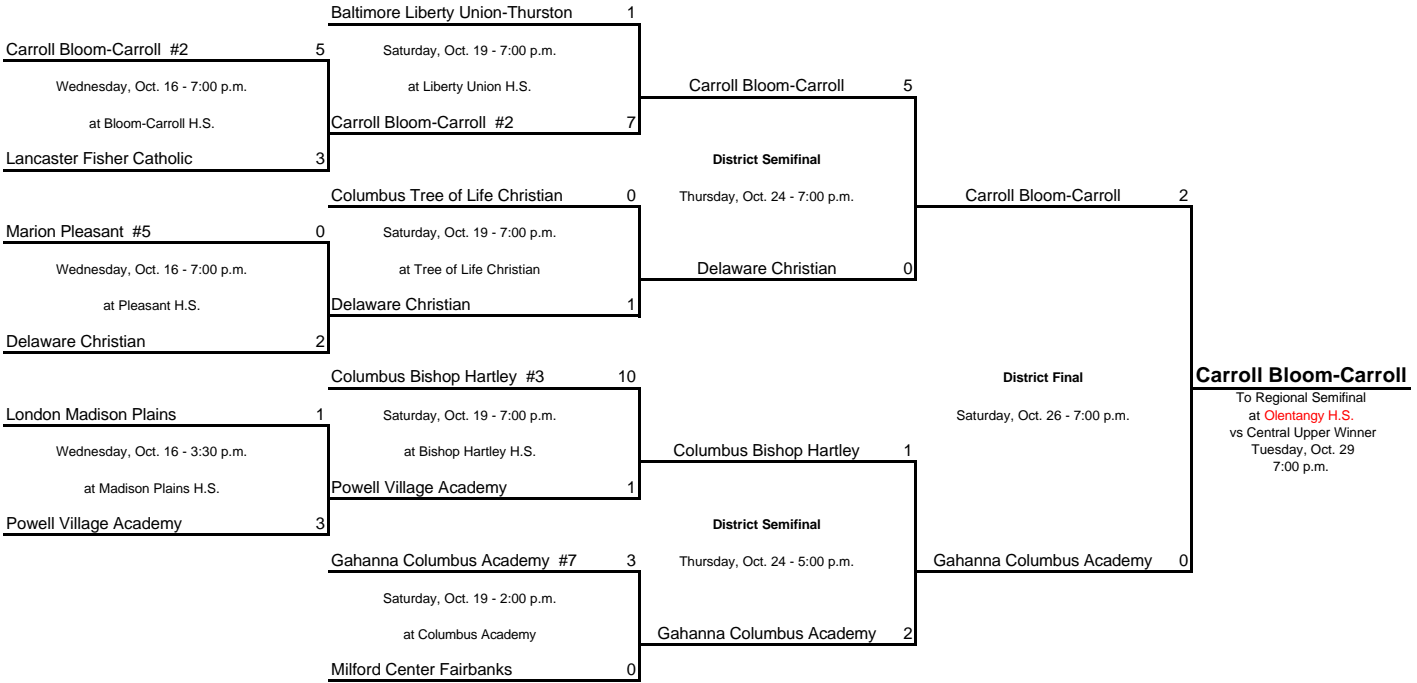 Baltimore Liberty Union-Thurston 1
Carroll Bloom-Carroll #2 5
Saturday, Oct. 19 - 7:00 p.m.
Wednesday, Oct. 16 - 7:00 p.m.
at Liberty Union H.S.
Carroll Bloom-Carroll 5
at Bloom-Carroll H.S.
Carroll Bloom-Carroll #2 7
Lancaster Fisher Catholic 3
District Semifinal
Columbus Tree of Life Christian 0
Thursday, Oct. 24 - 7:00 p.m.
Carroll Bloom-Carroll 2
Marion Pleasant #5 0
Saturday, Oct. 19 - 7:00 p.m.
Wednesday, Oct. 16 - 7:00 p.m.
at Tree of Life Christian
Delaware Christian 0
at Pleasant H.S.
Delaware Christian 1
Delaware Christian 2
Columbus Bishop Hartley #3 10
District Final
Carroll Bloom-Carroll
To Regional Semifinal
London Madison Plains 1
Saturday, Oct. 19 - 7:00 p.m.
Saturday, Oct. 26 - 7:00 p.m.
at Olentangy H.S.
vs Central Upper Winner
Wednesday, Oct. 16 - 3:30 p.m.
at Bishop Hartley H.S.
Columbus Bishop Hartley 1
Tuesday, Oct. 29
7:00 p.m.
at Madison Plains H.S.
Powell Village Academy 1
Powell Village Academy 3
District Semifinal
Gahanna Columbus Academy #7 3
Thursday, Oct. 24 - 5:00 p.m.
Gahanna Columbus Academy 0
Saturday, Oct. 19 - 2:00 p.m.
at Columbus Academy
Gahanna Columbus Academy 2
Milford Center Fairbanks 0